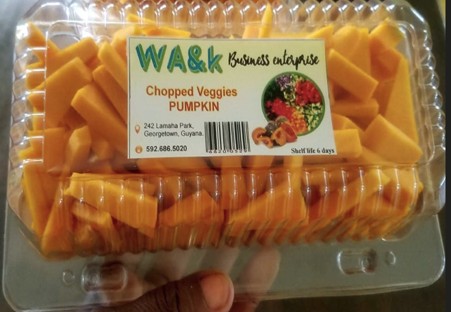 WA&k Business enterprise
Chopped Veggies
PUMPKIN
242 Lamaha Park,
Georgetown, Guyana.
592.686.5020
Shelf life 6 days